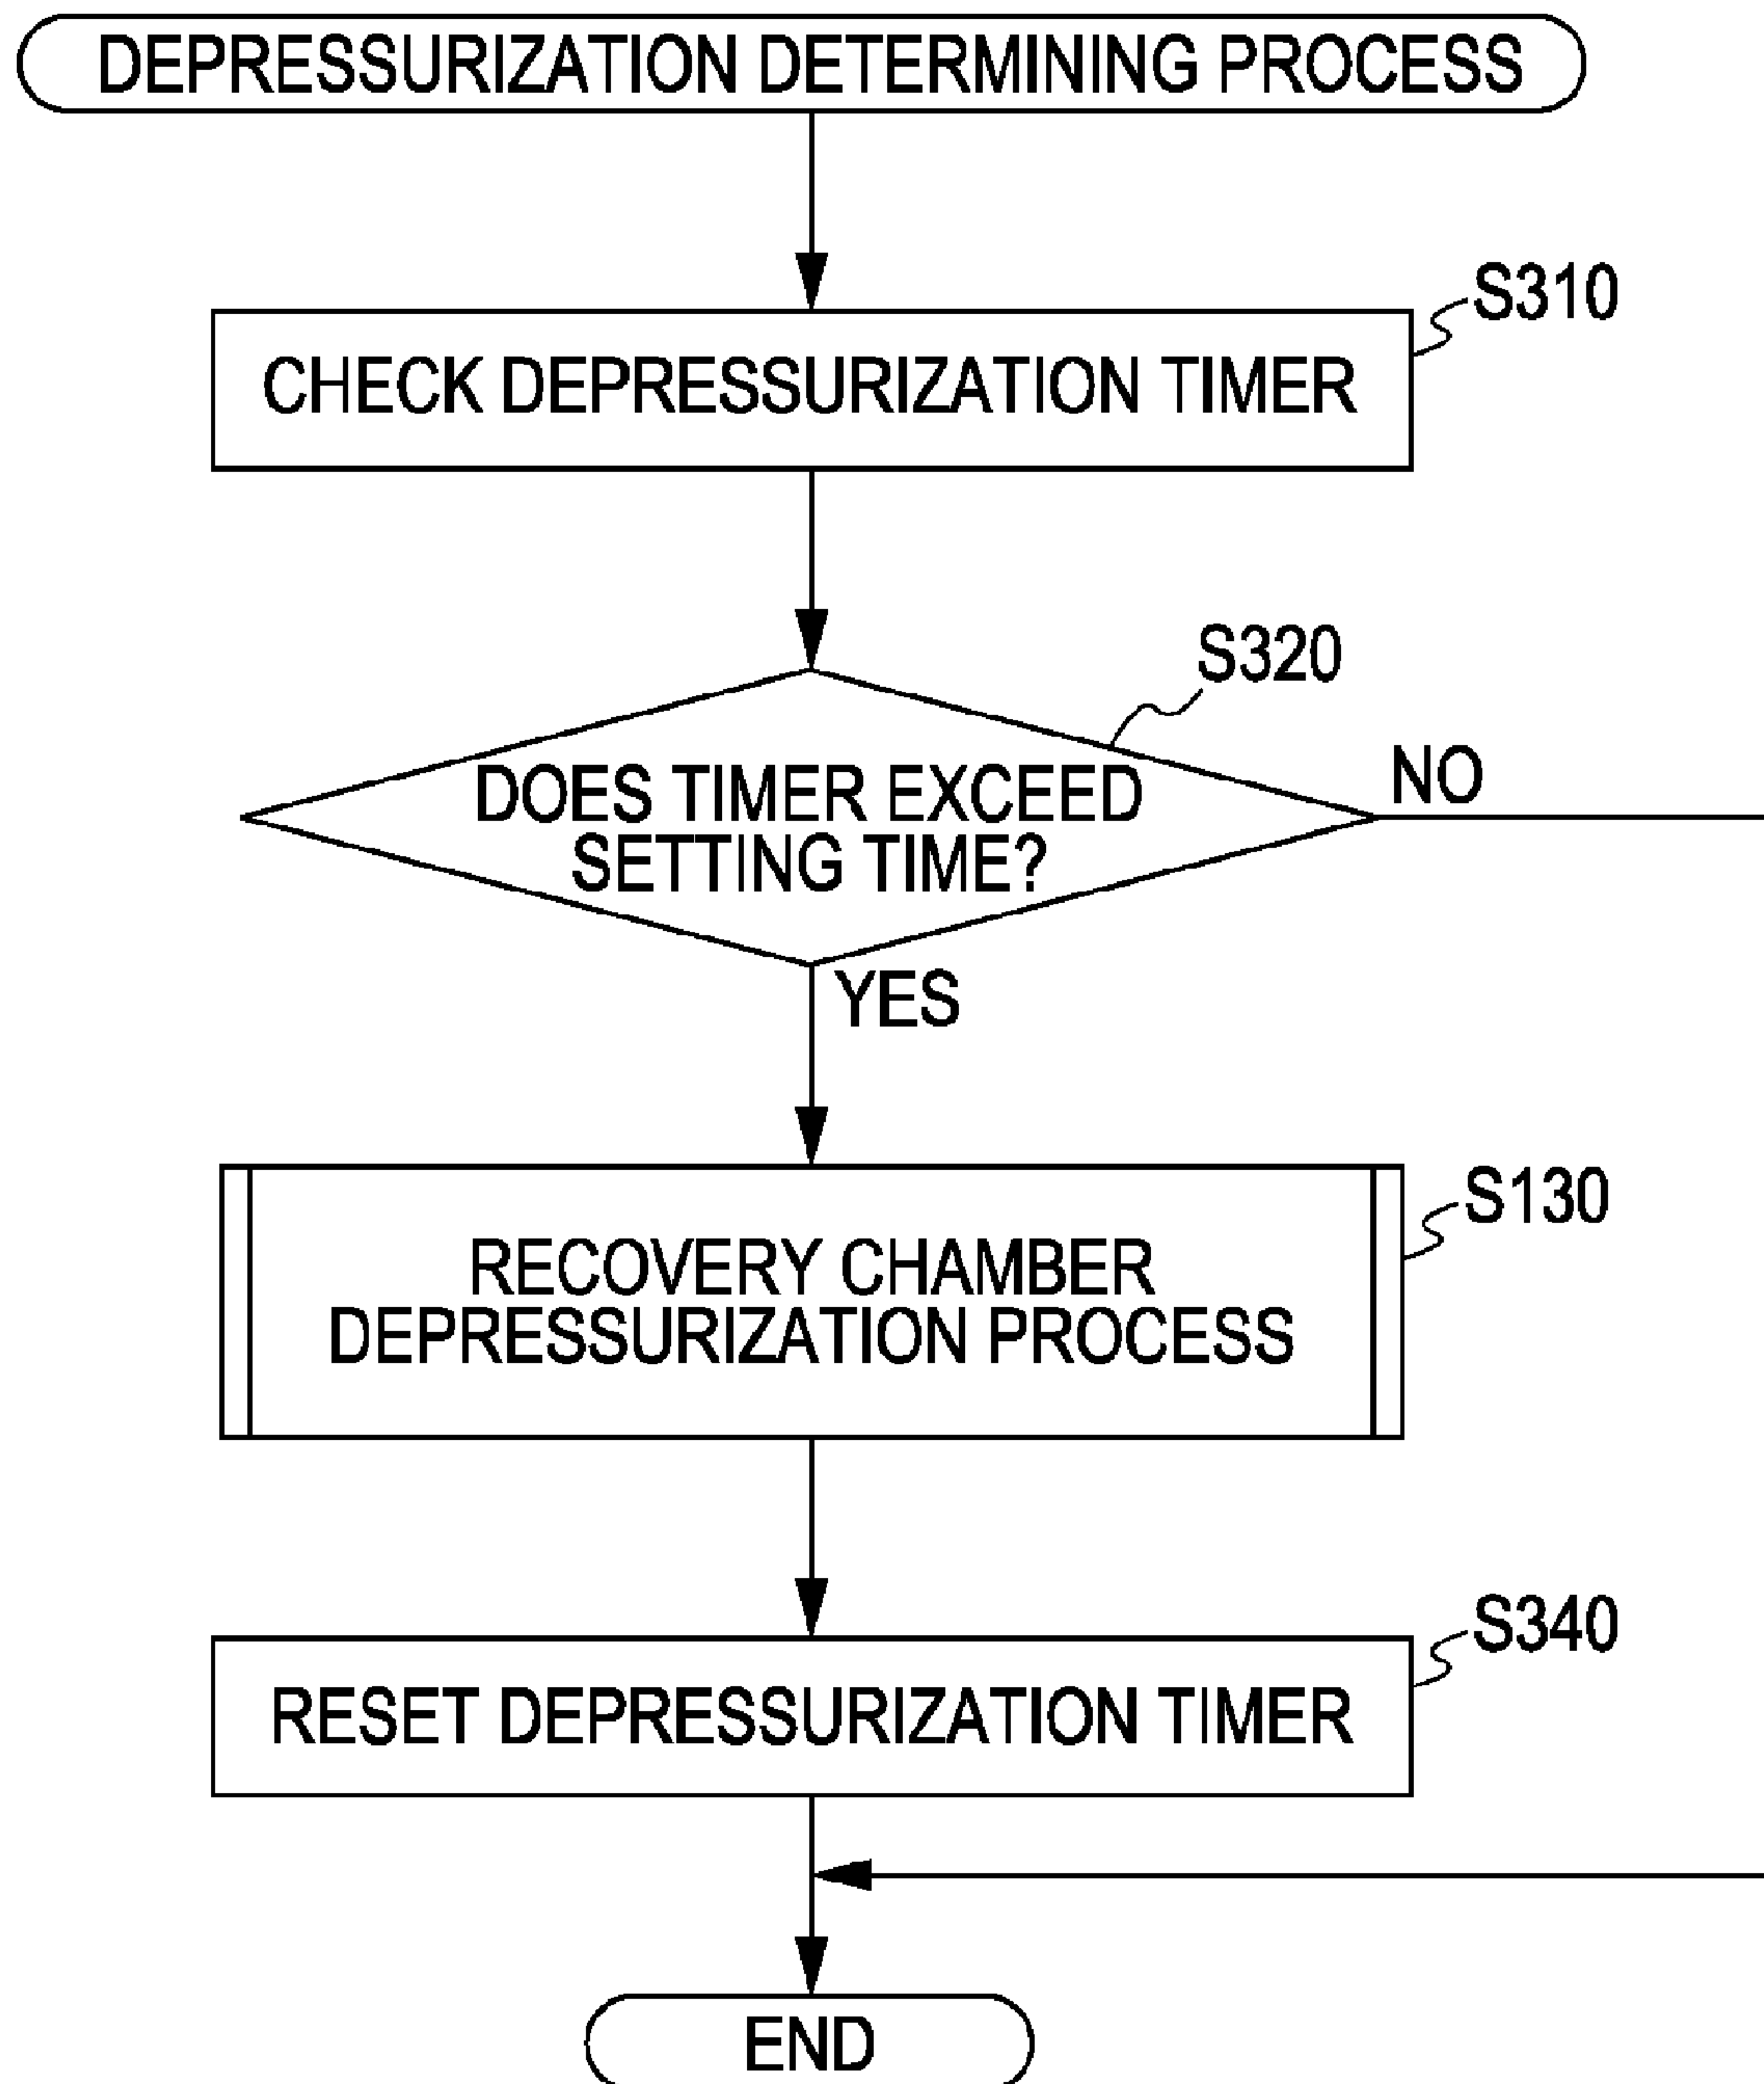 DEPRESSURIZATION DETERMINING PROCESS
S310
CHECK DEPRESSURIZATION TIMER
S320
DOES TIMER EXCEED
SETTING TIME?
NO
YES
S130
RECOVERY CHAMBER
DEPRESSURIZATION PROCESS
S340
RESET DEPRESSURIZATION TIMER
END